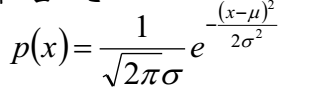 p(x) = \frac{1}{\sqrt{2\pi}\sigma} e^{-\frac{(x-\mu)^2}{2\sigma^2}}